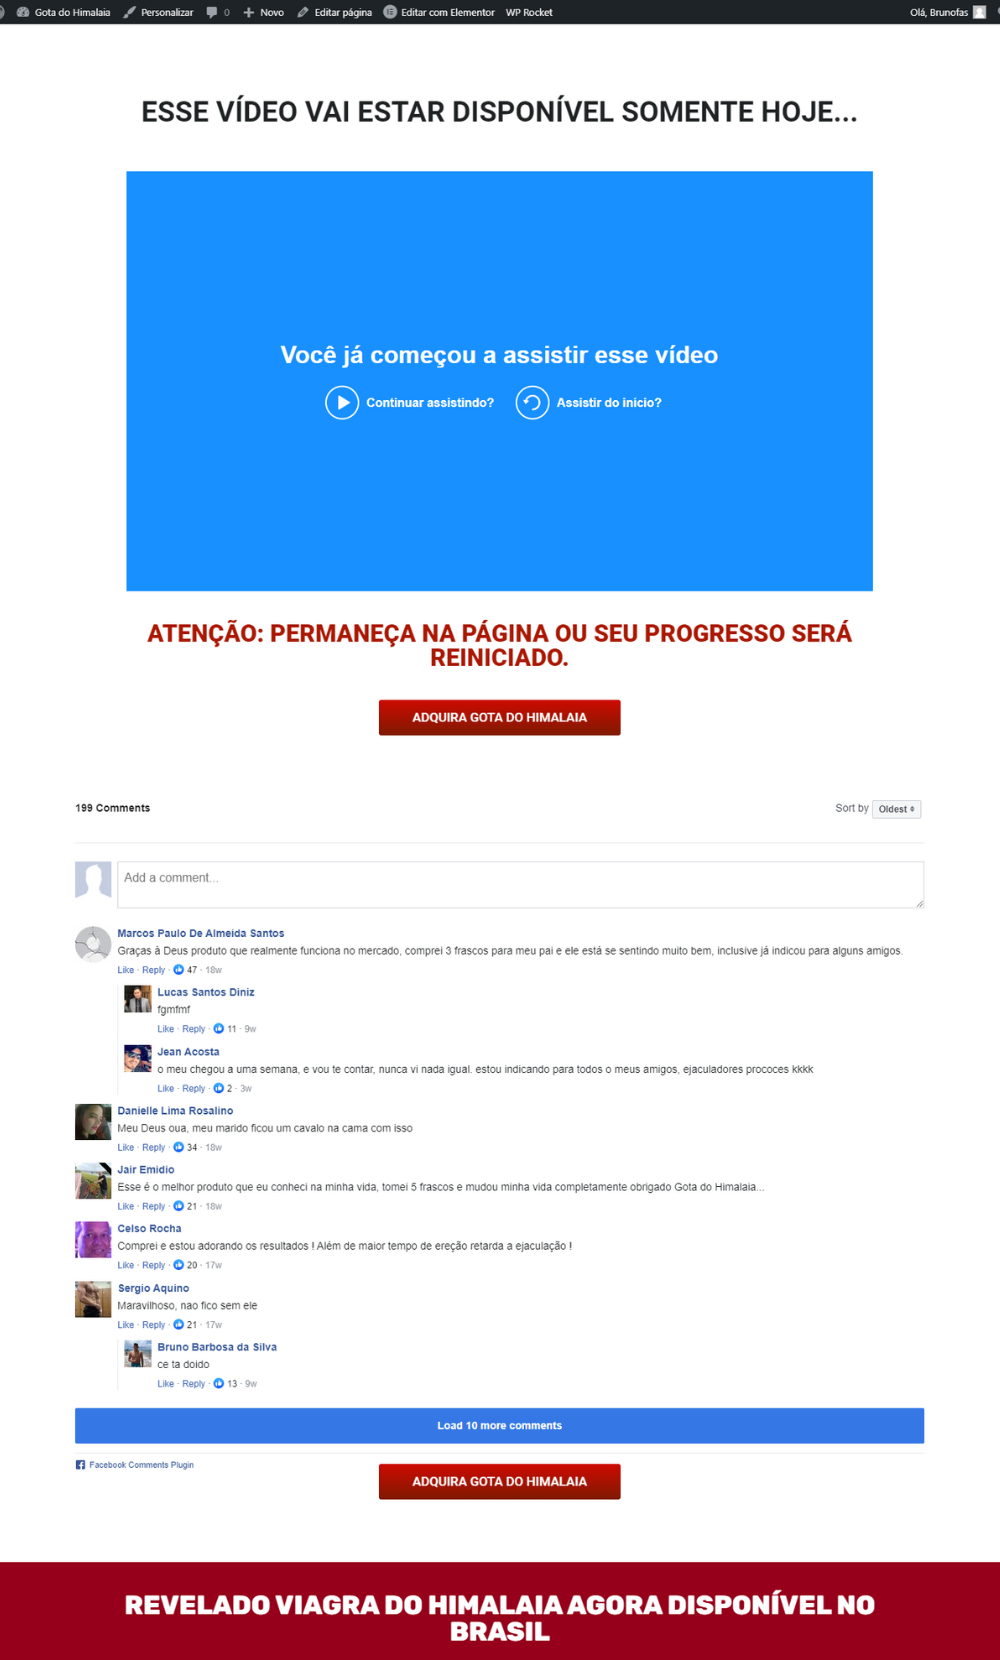 Gota do Himalaia Personalizar 0 Novo Editar página Editar com Elementor WP Rocket Olá, Brunofas
ESSE VÍDEO VAI ESTAR DISPONÍVEL SOMENTE HOJE...
Você já começou a assistir esse vídeo
Continuar assistindo? Assistir do inicio?
ATENÇÃO: PERMANEÇA NA PÁGINA OU SEU PROGRESSO SERÁ
REINICIADO.
ADQUIRA GOTA DO HIMALAIA
199 Comments Sort by Oldest
Add a comment...
Marcos Paulo De Almeida Santos
Graças à Deus produto que realmente funciona no mercado, comprei 3 frascos para meu pai e ele está se sentindo muito bem, inclusive já indicou para alguns amigos.
Like · Reply · 47 · 18w
Lucas Santos Diniz
fgmfmf
Like · Reply · 11 · 9w
Jean Acosta
o meu chegou a uma semana, e vou te contar, nunca vi nada igual. estou indicando para todos o meus amigos, ejaculadores prococes kkkk
Like · Reply · 2 · 3w
Danielle Lima Rosalino
Meu Deus oua, meu marido ficou um cavalo na cama com isso
Like · Reply · 34 · 18w
Jair Emidio
Esse é o melhor produto que eu conheci na minha vida, tomei 5 frascos e mudou minha vida completamente obrigado Gota do Himalaia...
Like · Reply · 21 · 18w
Celso Rocha
Comprei e estou adorando os resultados ! Além de maior tempo de ereção retarda a ejaculação !
Like · Reply · 20 · 17w
Sergio Aquino
Maravilhoso, nao fico sem ele
Like · Reply · 21 · 17w
Bruno Barbosa da Silva
ce ta doido
Like · Reply · 13 · 9w
Load 10 more comments
Facebook Comments Plugin
ADQUIRA GOTA DO HIMALAIA
REVELADO VIAGRA DO HIMALAIA AGORA DISPONÍVEL NO
BRASIL